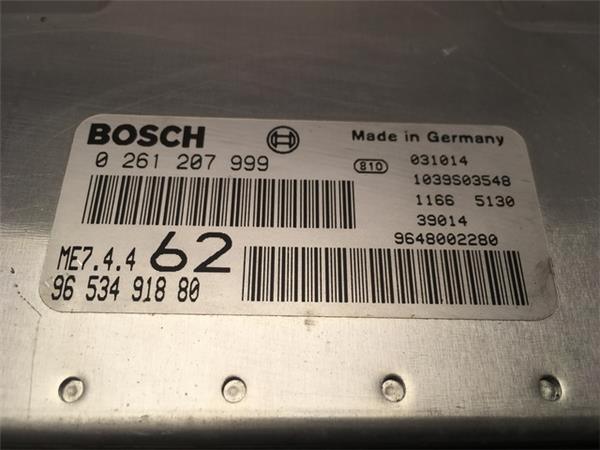 BOSCH Made in Germany
0 261 207 999 810 031014
1039S03548
1166 5130
39014
9648002280
ME7.4.4 62
96 534 918 80